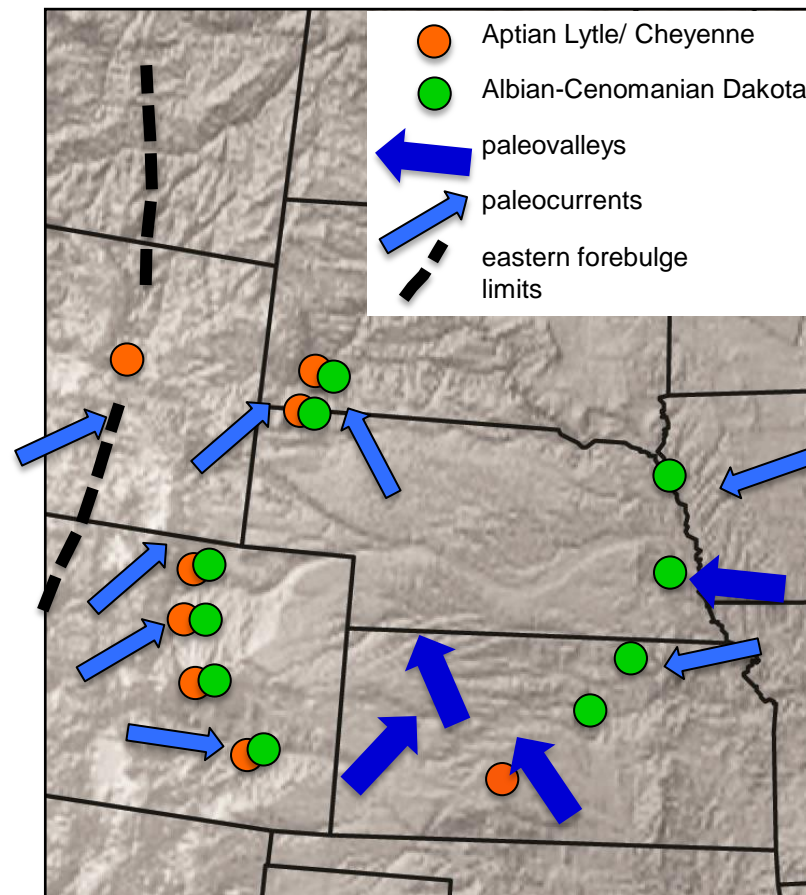 Aptian Lytle/ Cheyenne
Albian-Cenomanian Dakota
paleovalleys
paleocurrents
eastern forebulge
limits